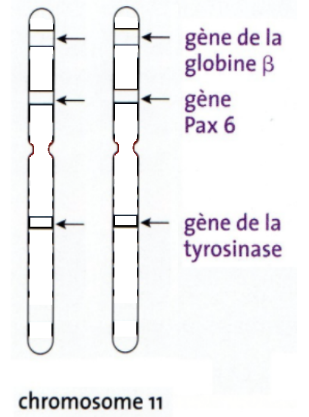 gène de la
globine β
gène
Pax 6
gène de la
tyrosinase
chromosome 11